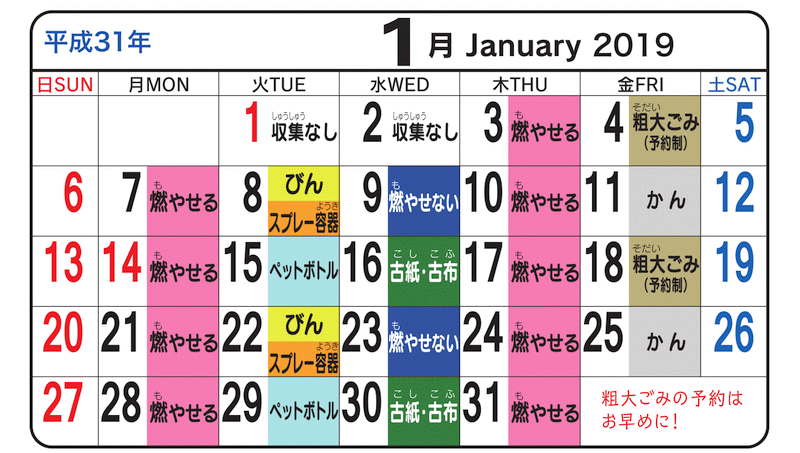 平成31年 1月 January 2019
日SUN 月MON 火TUE 水WED 木THU 金FRI 土SAT
1 しゅうしゅう 収集なし
2 しゅうしゅう 収集なし
3 も 燃やせる
4 そだい 粗大ごみ (予約制)
5
6
7 も 燃やせる
8 びん ようき スプレー容器
9 も 燃やせない
10 も 燃やせる
11 かん
12
13
14 も 燃やせる
15 ペットボトル
16 こし こふ 古紙・古布
17 も 燃やせる
18 そだい 粗大ごみ (予約制)
19
20
21 も 燃やせる
22 びん ようき スプレー容器
23 も 燃やせない
24 も 燃やせる
25 かん
26
27
28 も 燃やせる
29 ペットボトル
30 こし こふ 古紙・古布
31 も 燃やせる
粗大ごみの予約は
お早めに!